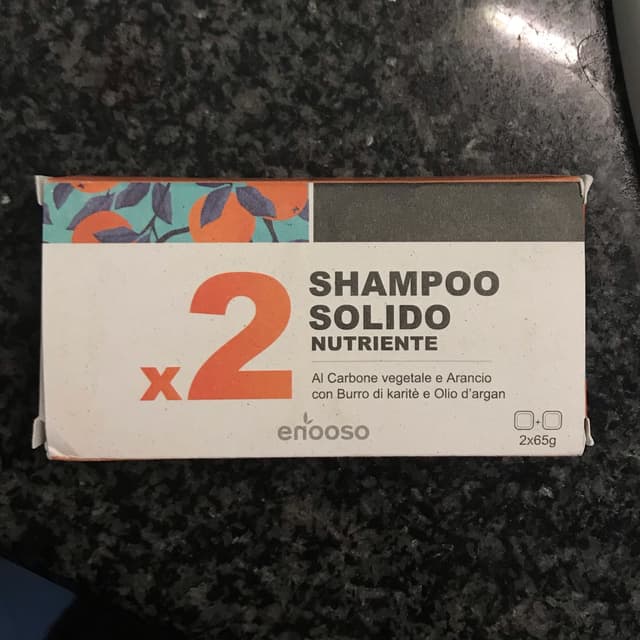 x2
SHAMPOO
SOLIDO
NUTRIENTE
Al Carbone vegetale e Arancio
con Burro di karitè e Olio d'argan
enooso
+
2x65g